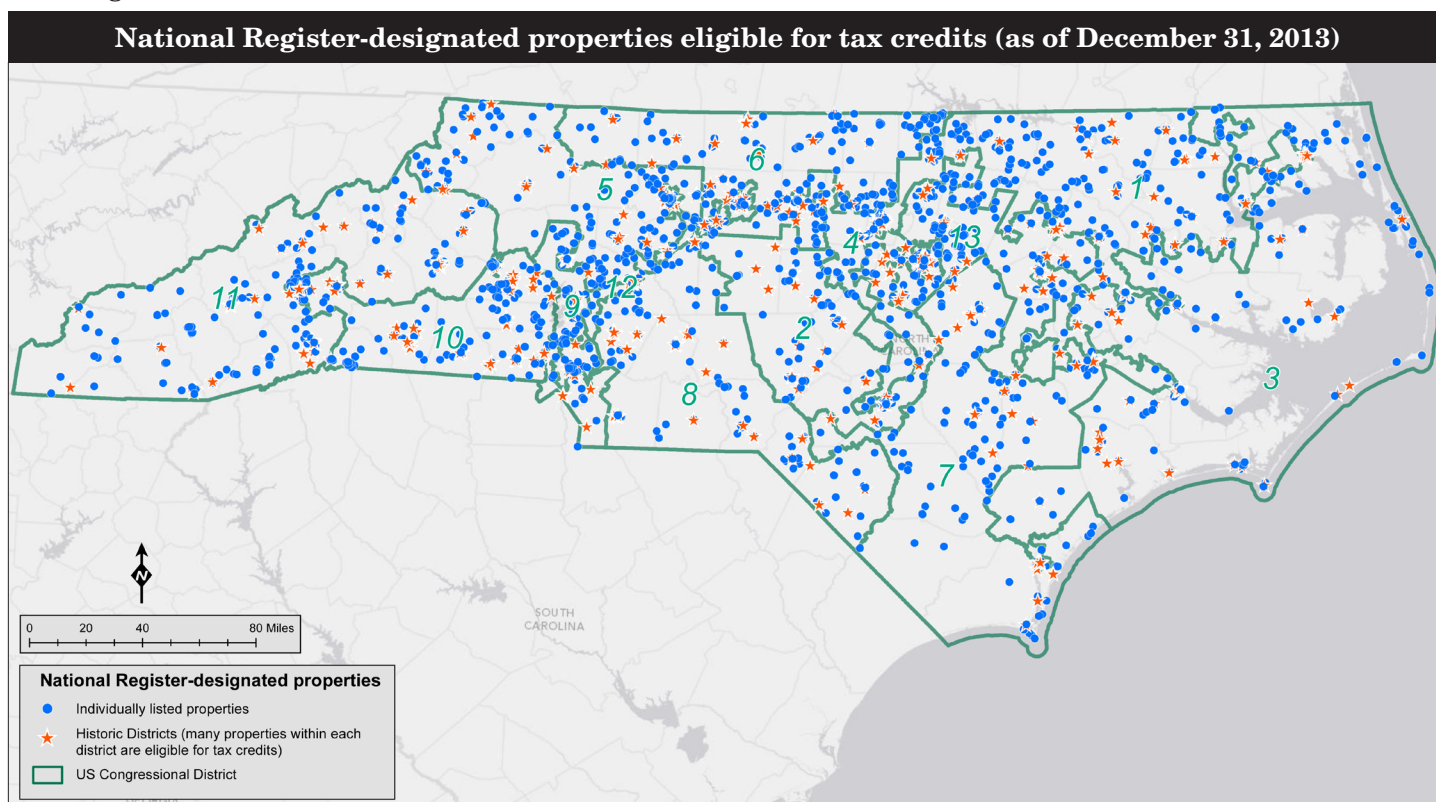 National Register-designated properties eligible for tax credits (as of December 31, 2013)
6
5
1
4
13
11
12
9
10
2
NORTH
CAROLINA
3
8
7
N
SOUTH
CAROLINA
0 20 40 80 Miles
National Register-designated properties
Individually listed properties
Historic Districts (many properties within each
district are eligible for tax credits)
US Congressional District